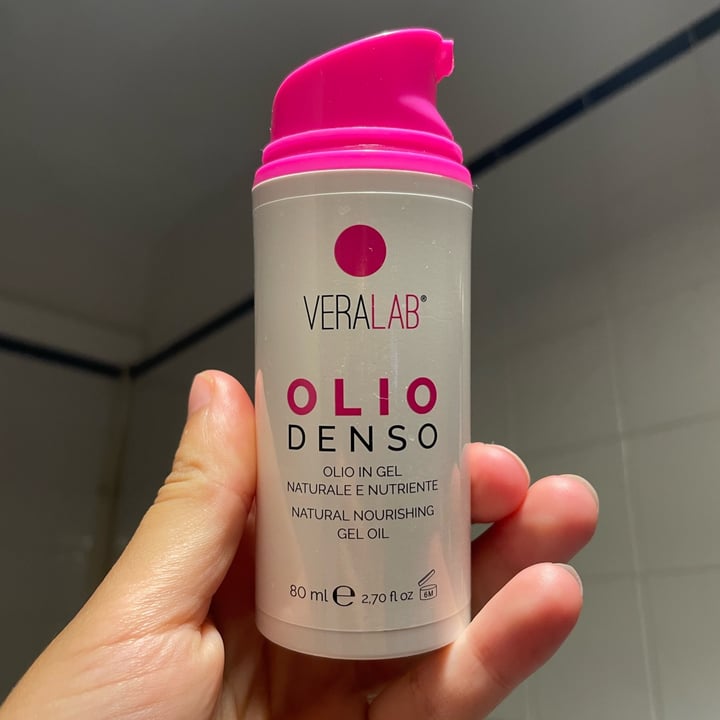 VERALAB®
OLIO
DENSO
OLIO IN GEL
NATURALE E NUTRIENTE
NATURAL NOURISHING
GEL OIL
80 ml ℮ 2,70 fl oz 6M